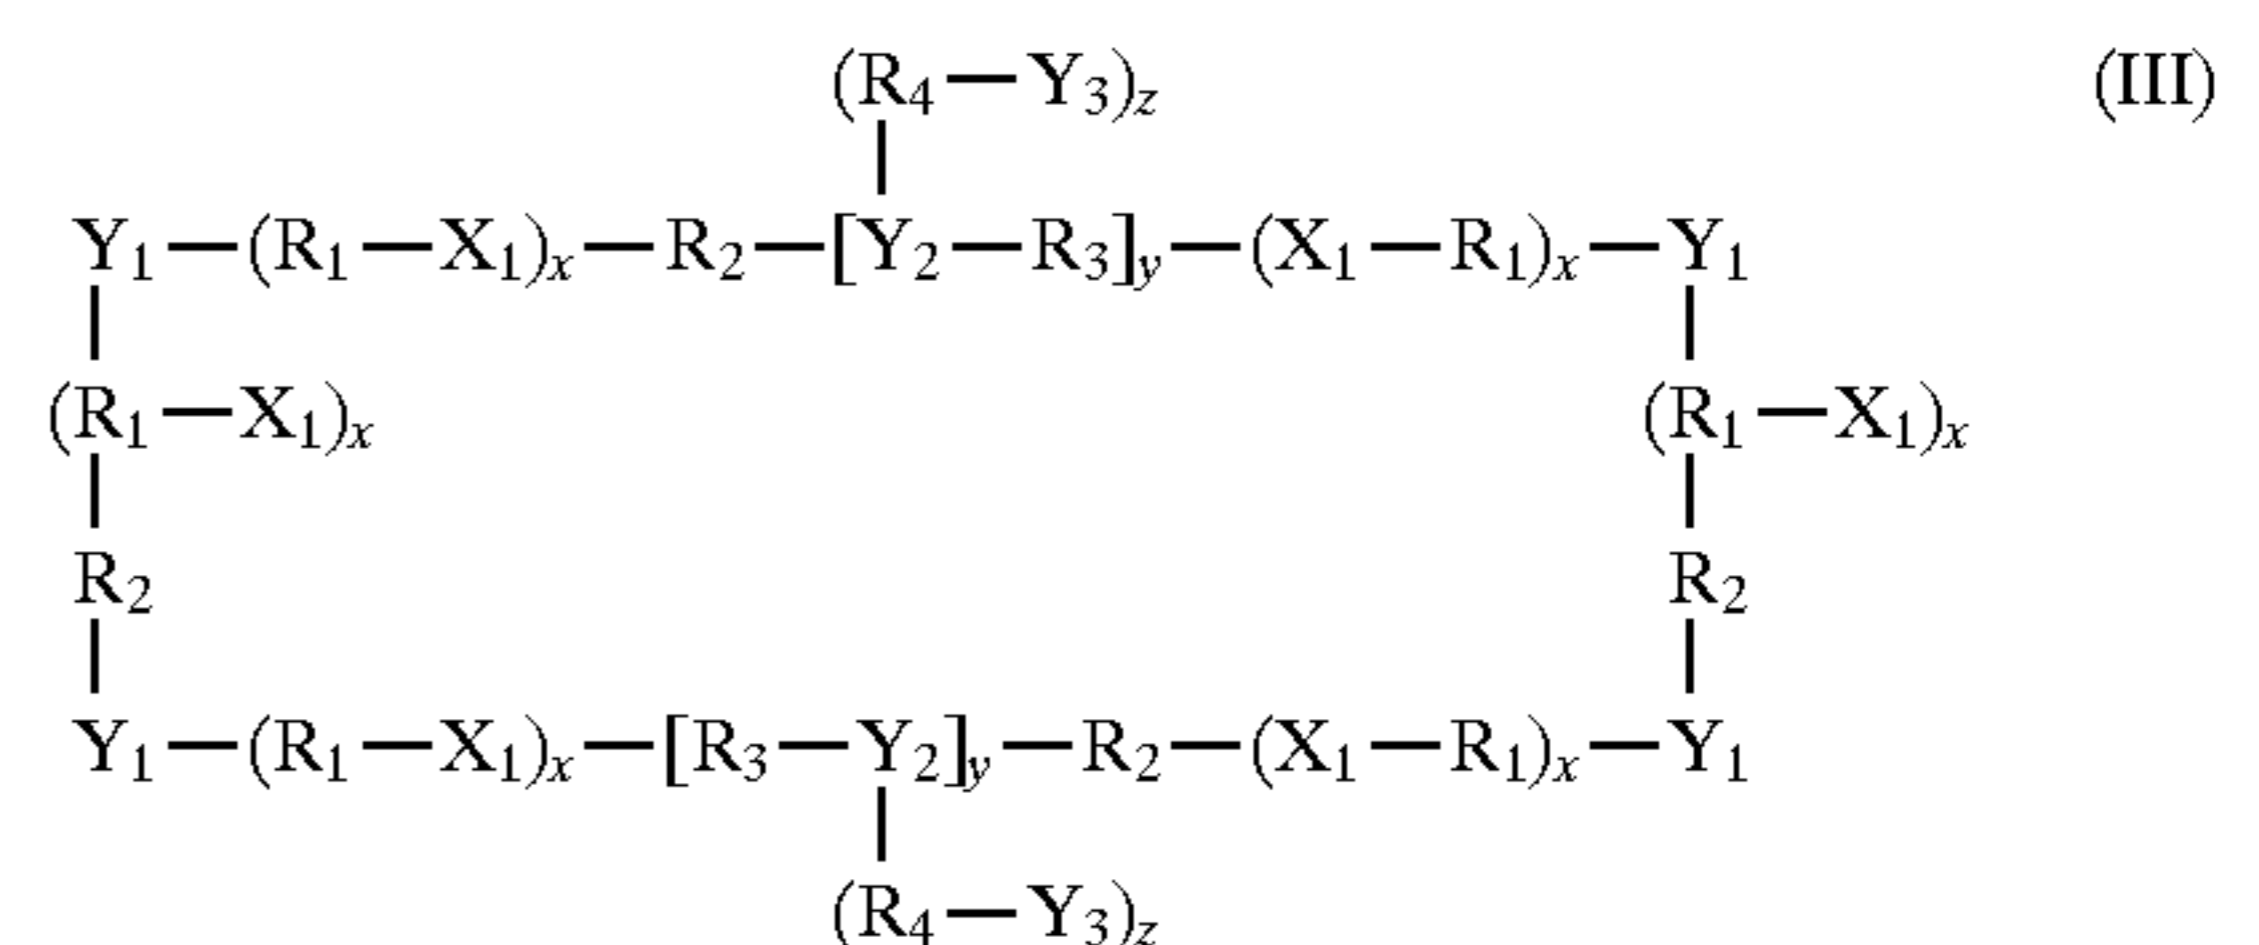 (R₄—Y₃)z (III)
Y₁—(R₁—X₁)x—R₂—[Y₂—R₃]y—(X₁—R₁)x—Y₁
(R₁—X₁)x (R₁—X₁)x
R₂ R₂
Y₁—(R₁—X₁)x—[R₃—Y₂]y—R₂—(X₁—R₁)x—Y₁
(R₄—Y₃)z